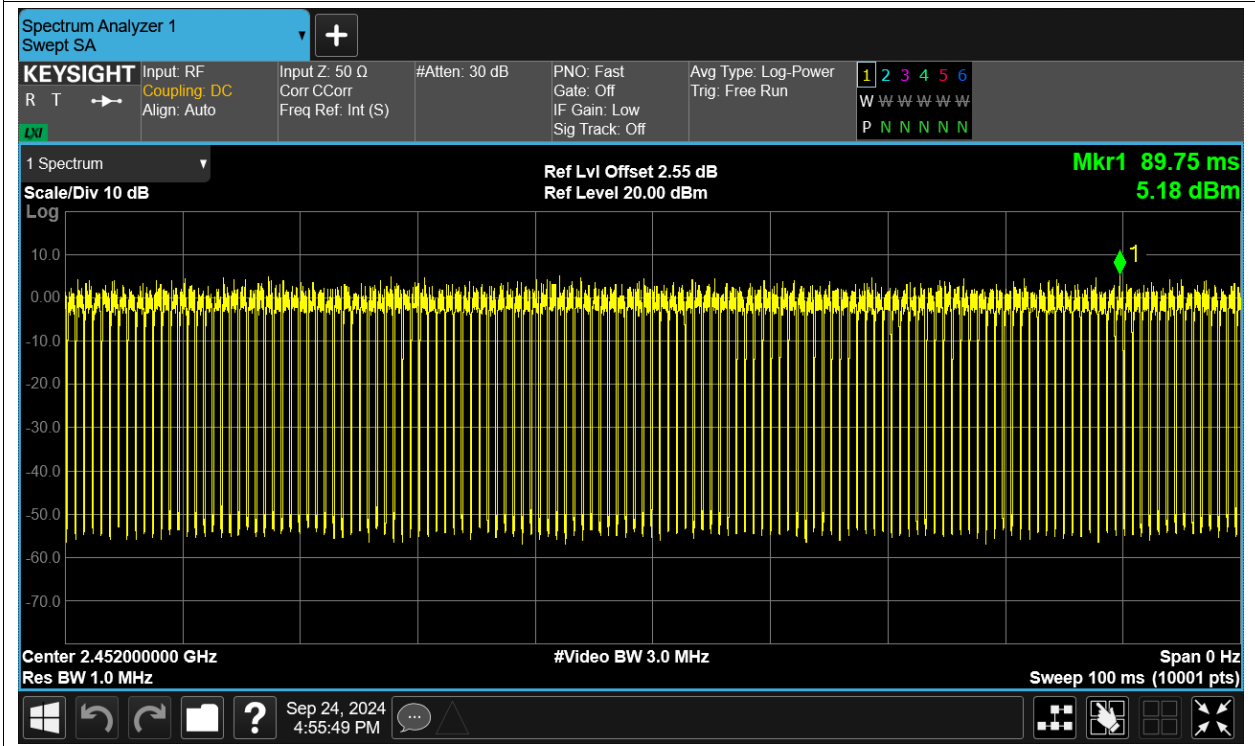 Spectrum Analyzer 1
Swept SA
+
KEYSIGHT
R T
LXI
Input: RF
Coupling: DC
Align: Auto
Input Z: 50 Ω
Corr CCorr
Freq Ref: Int (S)
#Atten: 30 dB
PNO: Fast
Gate: Off
IF Gain: Low
Sig Track: Off
Avg Type: Log-Power
Trig: Free Run
1 2 3 4 5 6
W W W W W W
P N N N N N
1 Spectrum
Scale/Div 10 dB
Log
Ref Lvl Offset 2.55 dB
Ref Level 20.00 dBm
Mkr1 89.75 ms
5.18 dBm
1
10.0
0.00
-10.0
-20.0
-30.0
-40.0
-50.0
-60.0
-70.0
Center 2.452000000 GHz
Res BW 1.0 MHz
#Video BW 3.0 MHz
Span 0 Hz
Sweep 100 ms (10001 pts)
?
Sep 24, 2024
4:55:49 PM